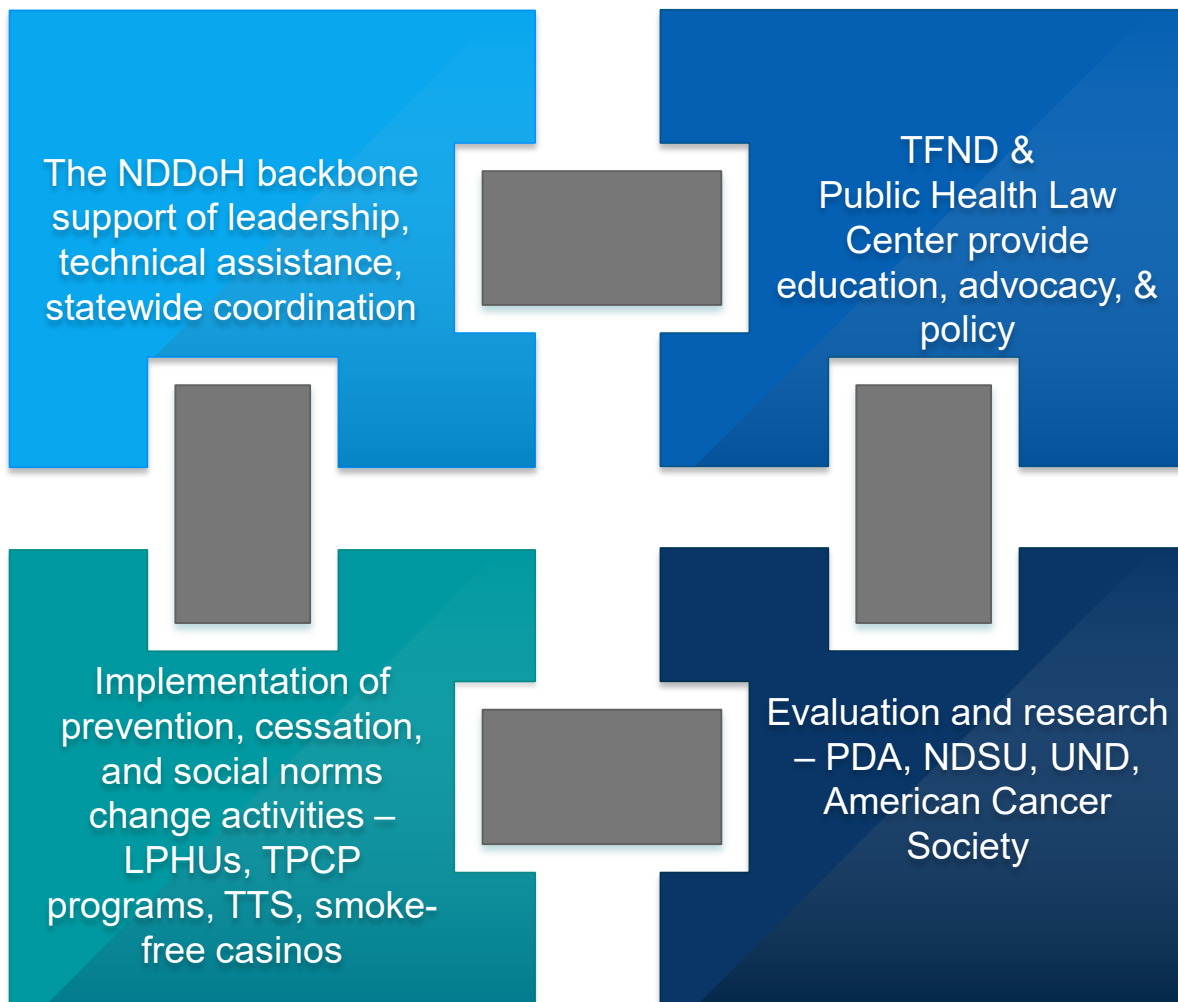 The NDDoH backbone
support of leadership,
technical assistance,
statewide coordination
TFND &
Public Health Law
Center provide
education, advocacy, &
policy
Implementation of
prevention, cessation,
and social norms
change activities –
LPHUs, TPCP
programs, TTS, smoke-
free casinos
Evaluation and research
– PDA, NDSU, UND,
American Cancer
Society